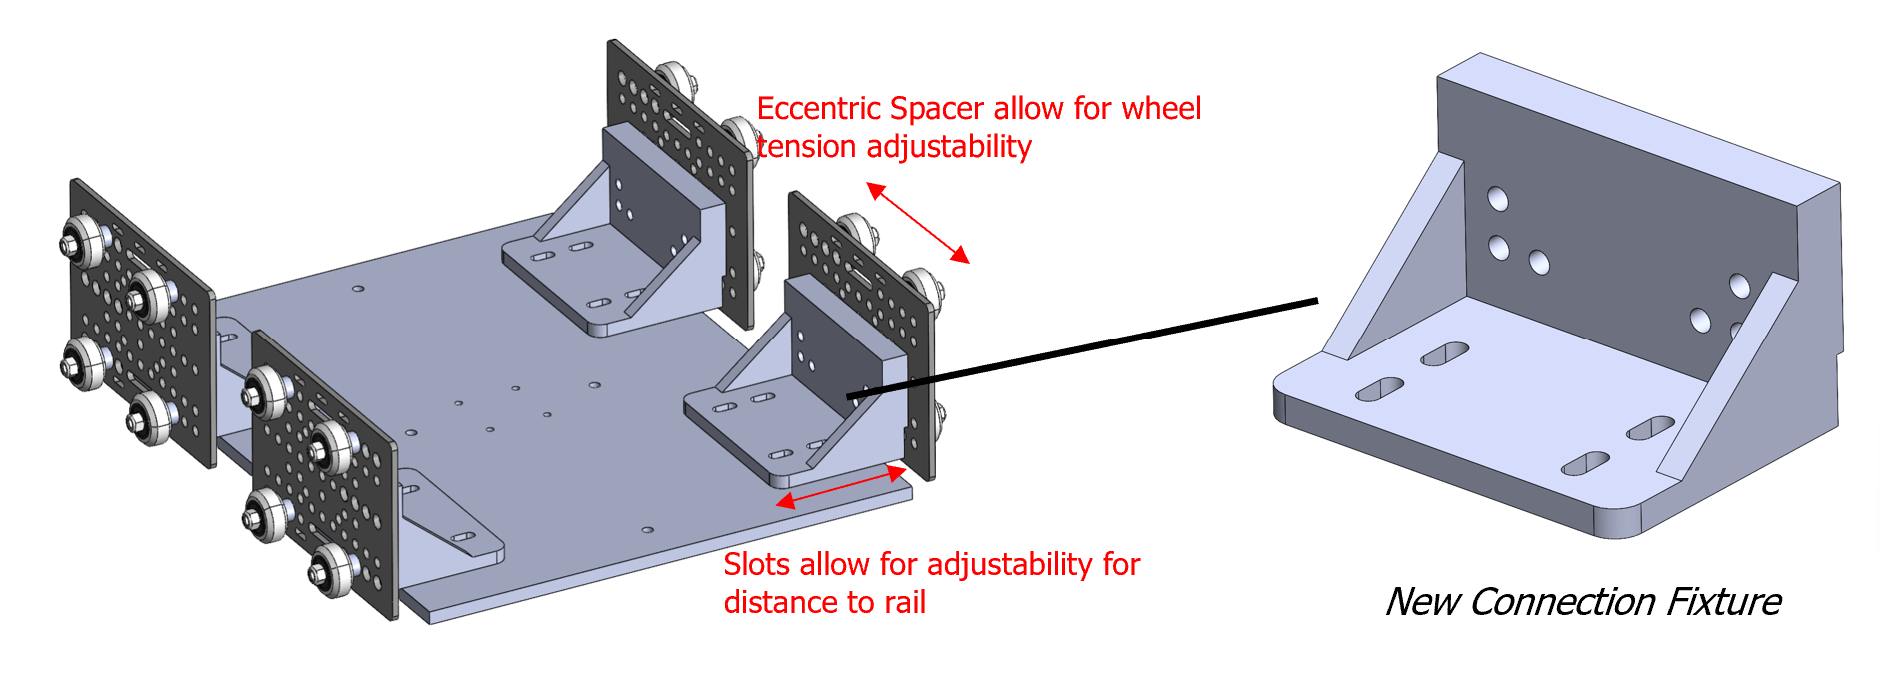 Eccentric Spacer allow for wheel
tension adjustability
Slots allow for adjustability for
distance to rail
New Connection Fixture